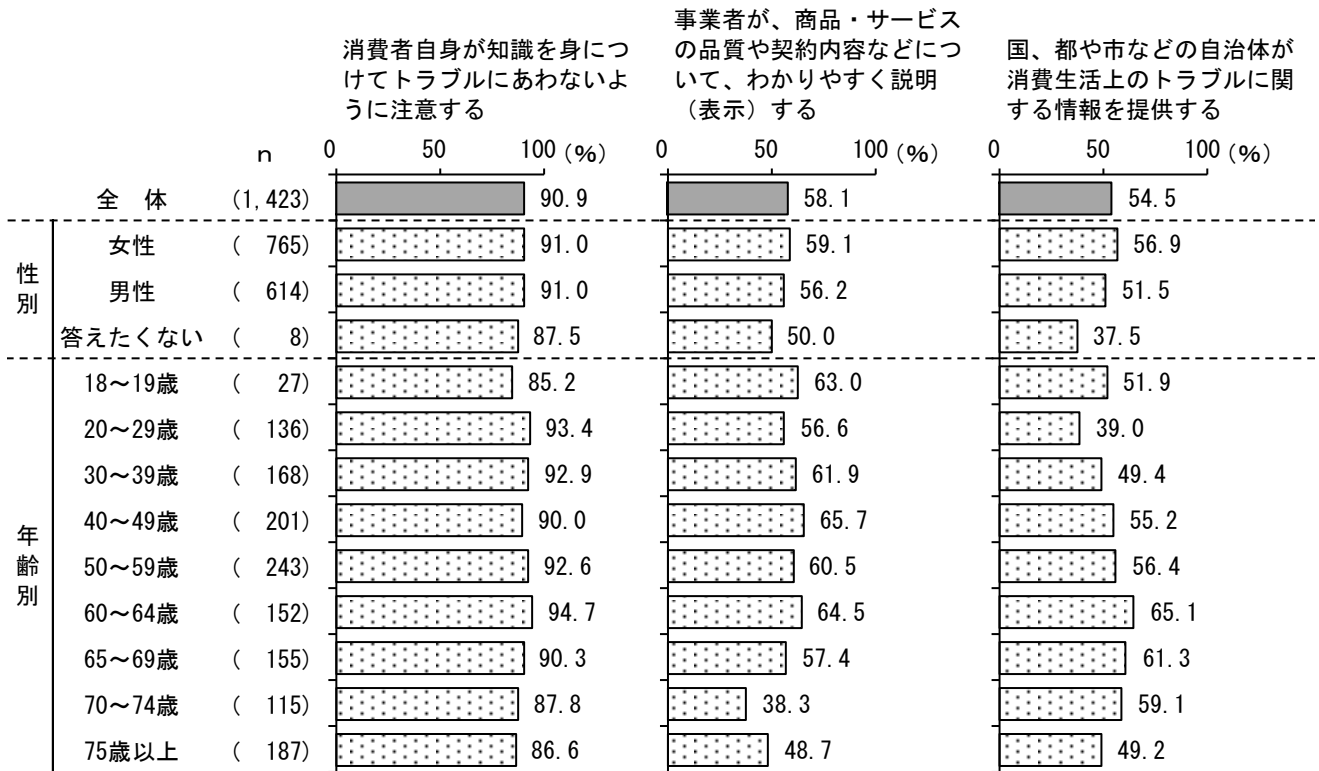 消費者自身が知識を身につ
けてトラブルにあわないよ
うに注意する
事業者が、商品・サービス
の品質や契約内容などにつ
いて、わかりやすく説明
（表示）する
国、都や市などの自治体が
消費生活上のトラブルに関
する情報を提供する
n 0 50 100 (%) 0 50 100 (%) 0 50 100 (%)
全 体 (1,423) 90.9 58.1 54.5
性別
女性 ( 765) 91.0 59.1 56.9
男性 ( 614) 91.0 56.2 51.5
答えたくない ( 8) 87.5 50.0 37.5
年齢別
18～19歳 ( 27) 85.2 63.0 51.9
20～29歳 ( 136) 93.4 56.6 39.0
30～39歳 ( 168) 92.9 61.9 49.4
40～49歳 ( 201) 90.0 65.7 55.2
50～59歳 ( 243) 92.6 60.5 56.4
60～64歳 ( 152) 94.7 64.5 65.1
65～69歳 ( 155) 90.3 57.4 61.3
70～74歳 ( 115) 87.8 38.3 59.1
75歳以上 ( 187) 86.6 48.7 49.2